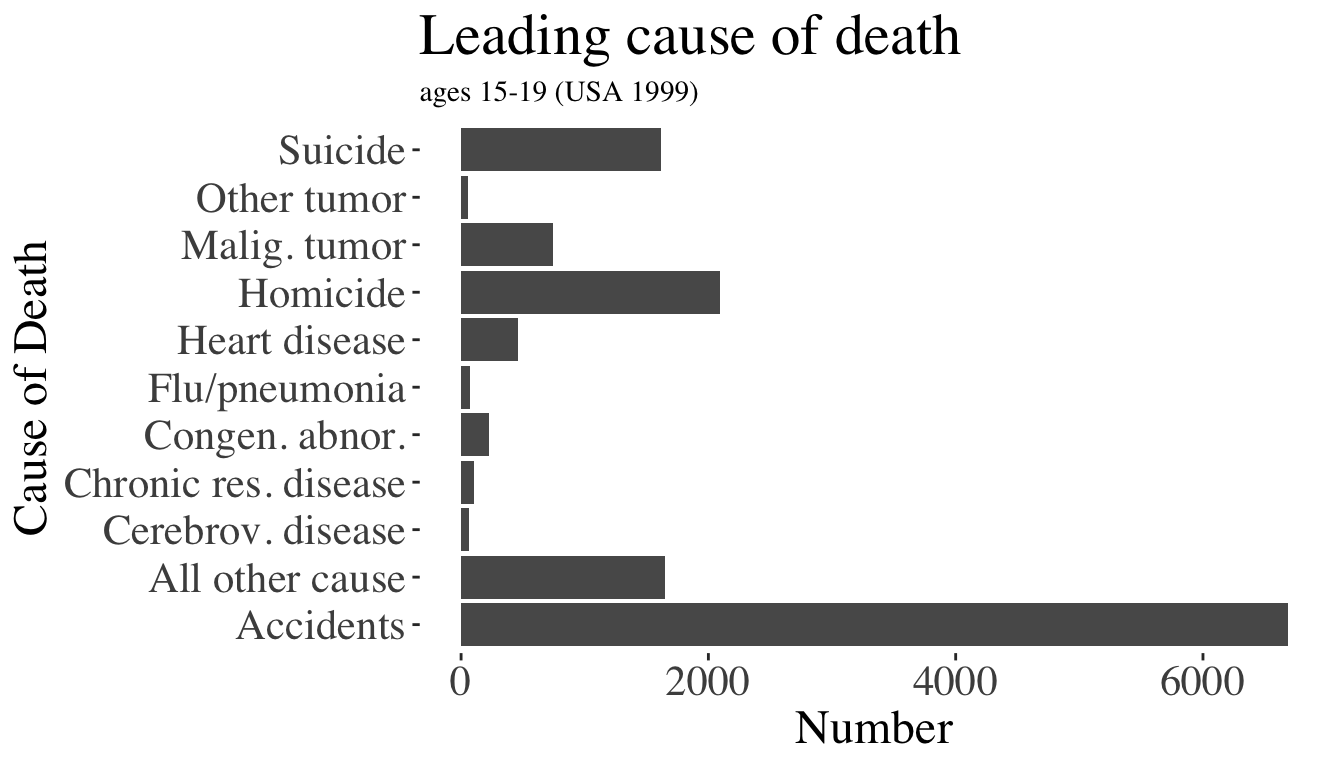 Leading cause of death
ages 15-19 (USA 1999)
Cause of Death
Suicide
Other tumor
Malig. tumor
Homicide
Heart disease
Flu/pneumonia
Congen. abnor.
Chronic res. disease
Cerebrov. disease
All other cause
Accidents
0 2000 4000 6000
Number